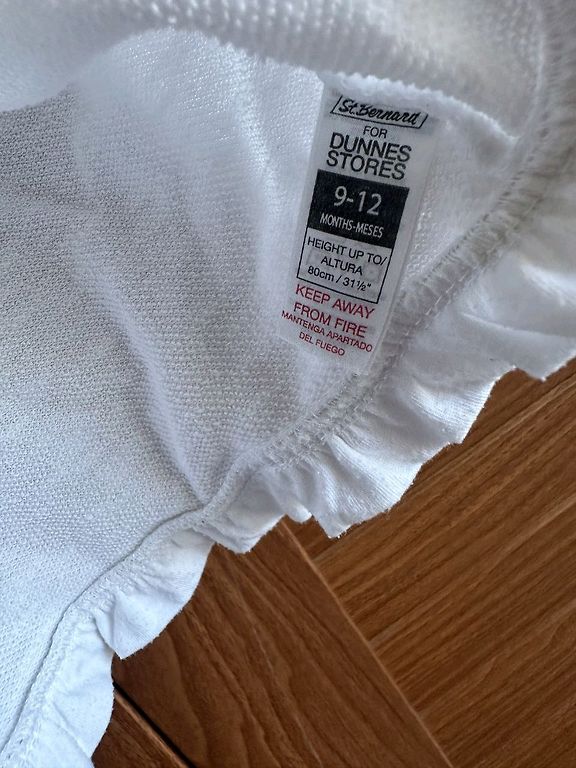 St.Bernard
FOR
DUNNES
STORES
9-12
MONTHS-MESES
HEIGHT UP TO/
ALTURA
80cm / 31½"
KEEP AWAY
FROM FIRE
MANTENGA APARTADO
DEL FUEGO